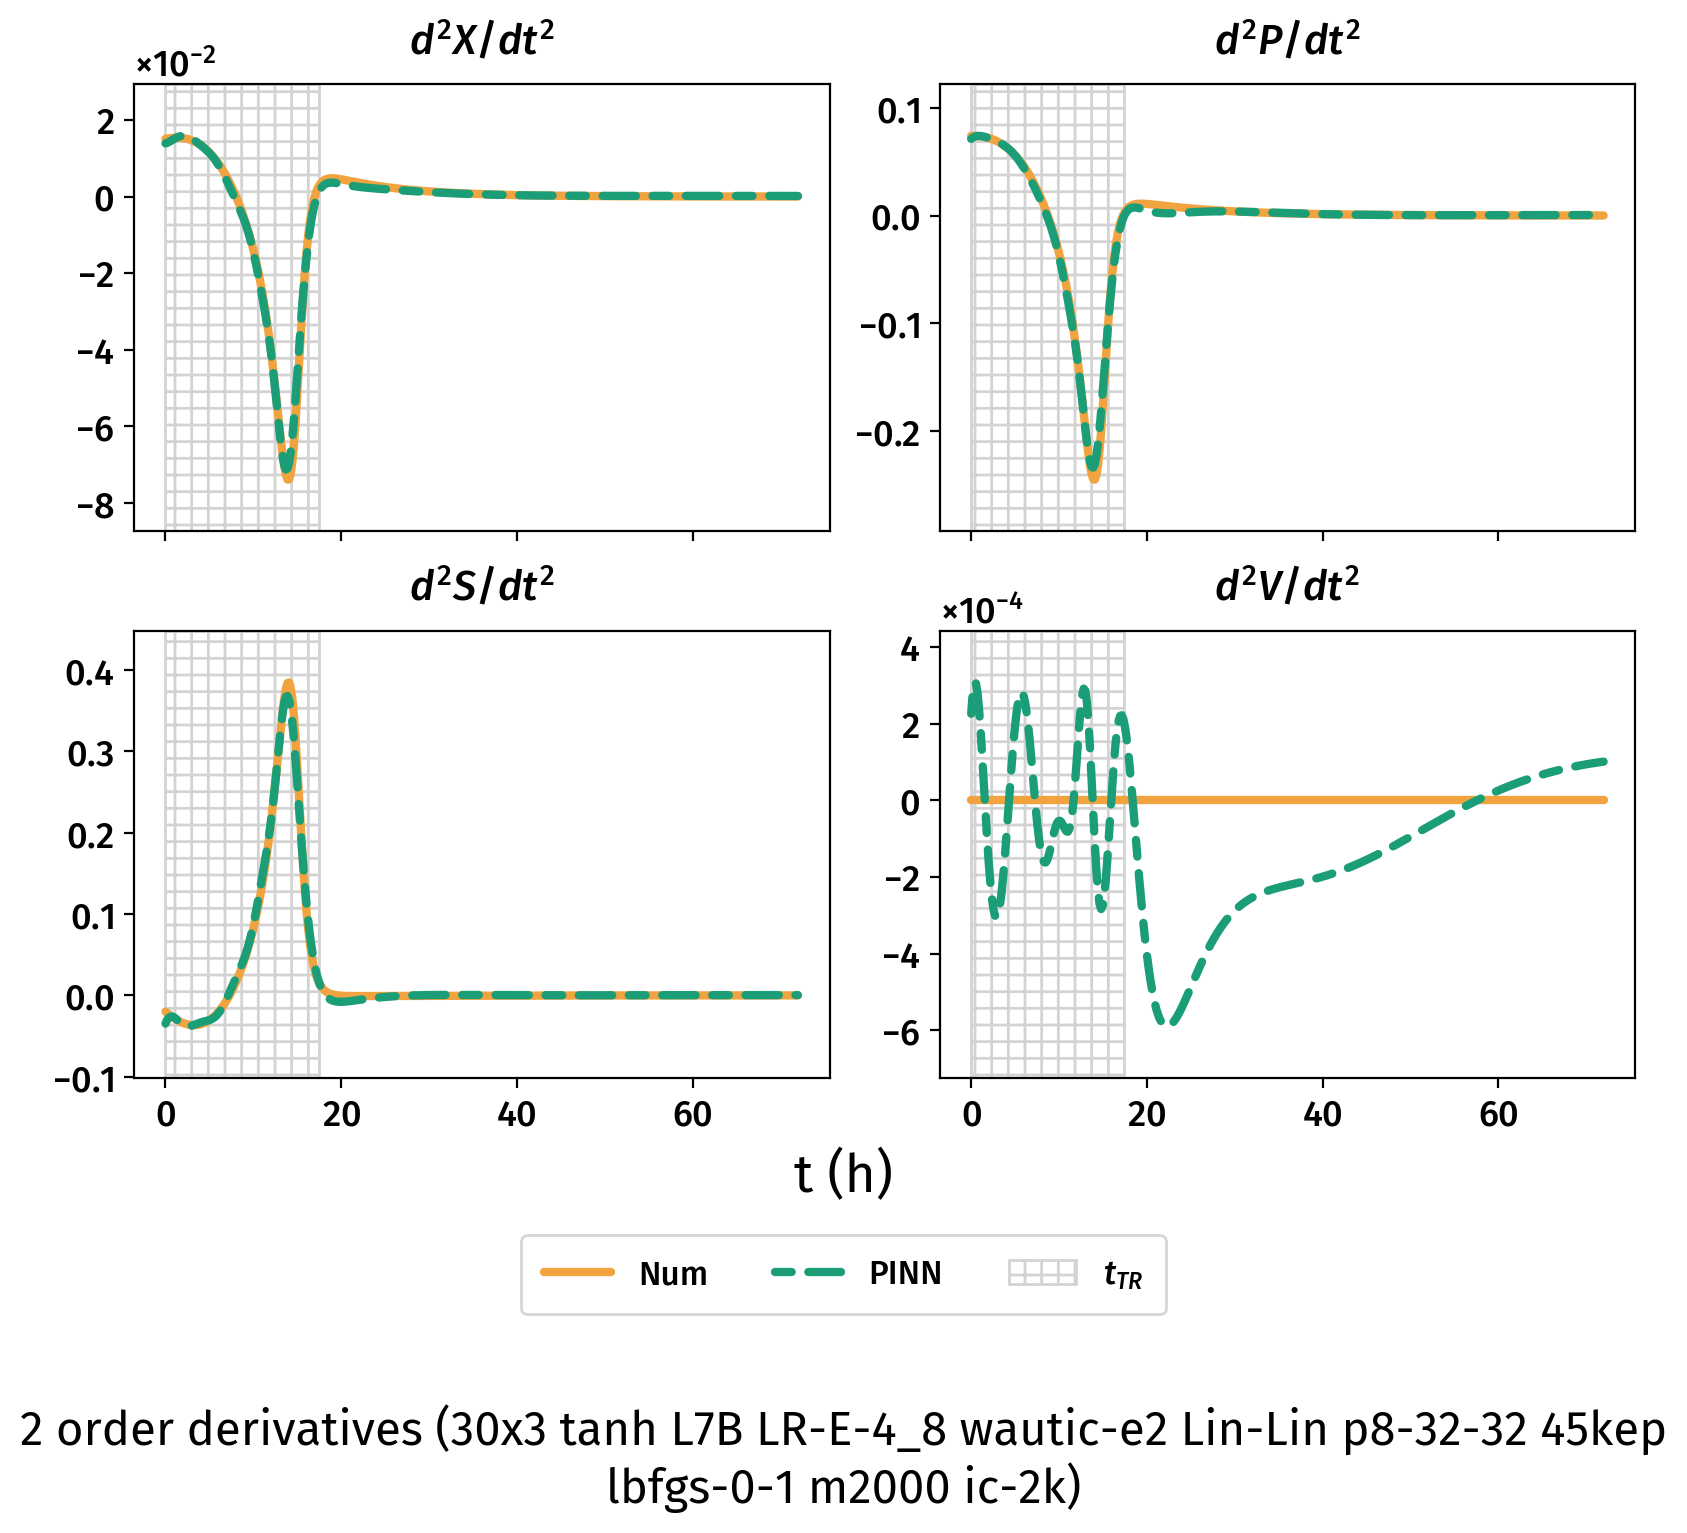 d²X/dt²
d²P/dt²
×10⁻²
2
0
−2
−4
−6
−8
0.1
0.0
−0.1
−0.2
d²S/dt²
d²V/dt²
×10⁻⁴
0.4
0.3
0.2
0.1
0.0
−0.1
4
2
0
−2
−4
−6
0 20 40 60
0 20 40 60
t (h)
Num PINN t_TR
2 order derivatives (30x3 tanh L7B LR-E-4_8 wautic-e2 Lin-Lin p8-32-32 45kep
lbfgs-0-1 m2000 ic-2k)